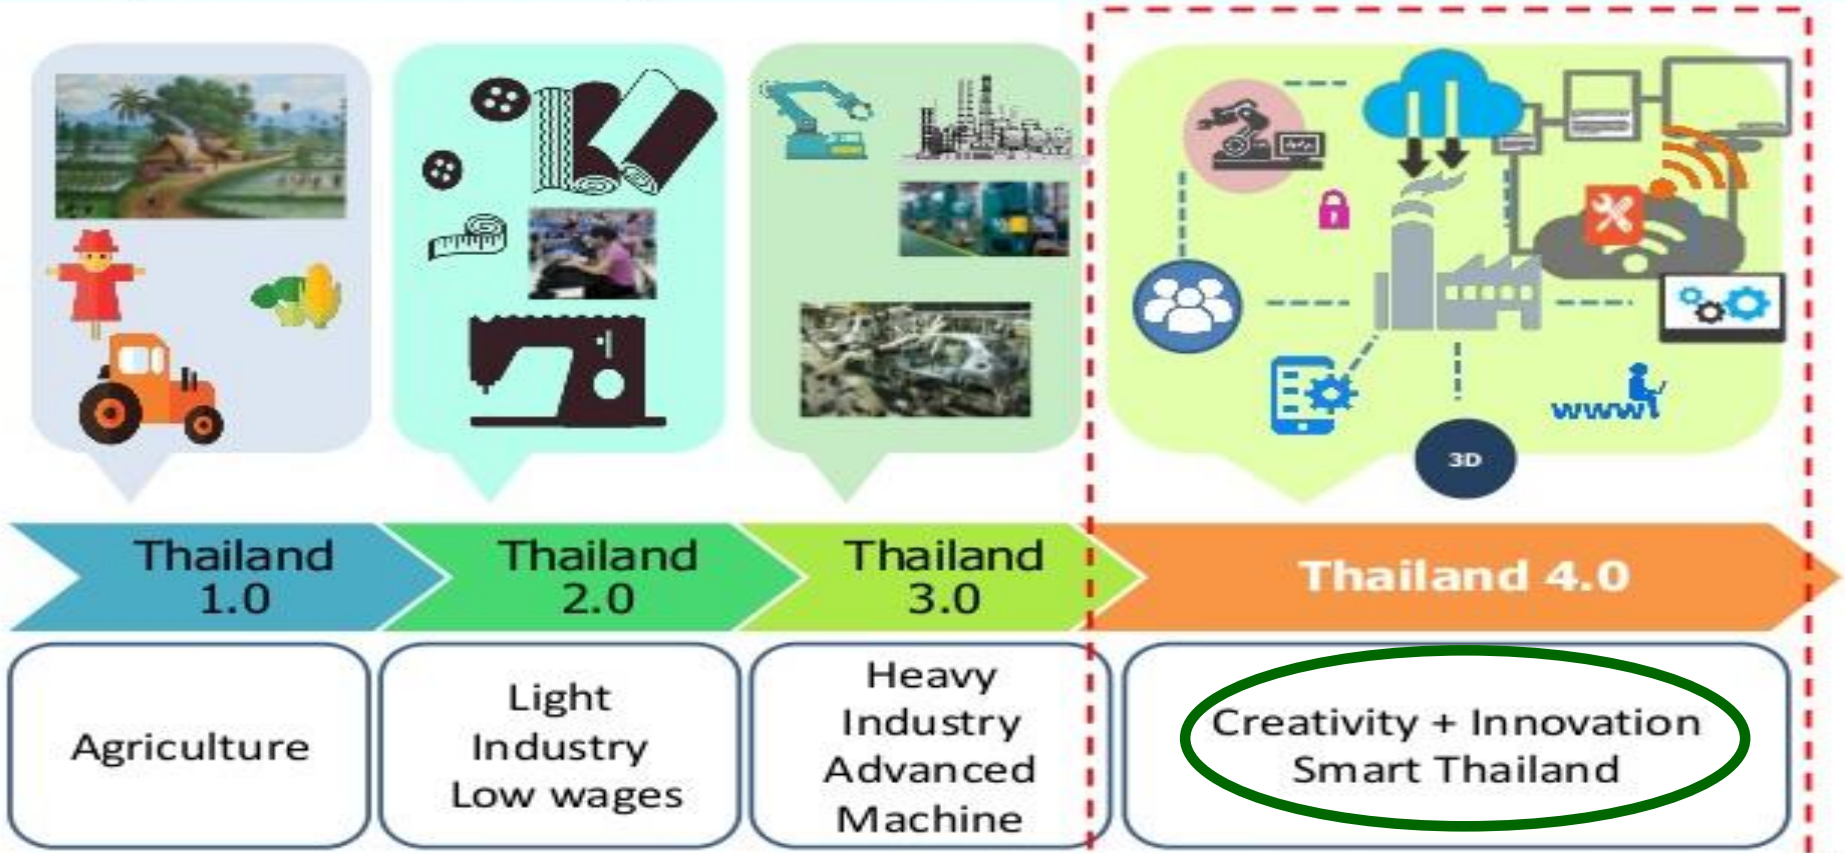 3D
Thailand
1.0
Thailand
2.0
Thailand
3.0
Thailand 4.0
Agriculture
Light
Industry
Low wages
Heavy
Industry
Advanced
Machine
Creativity + Innovation
Smart Thailand